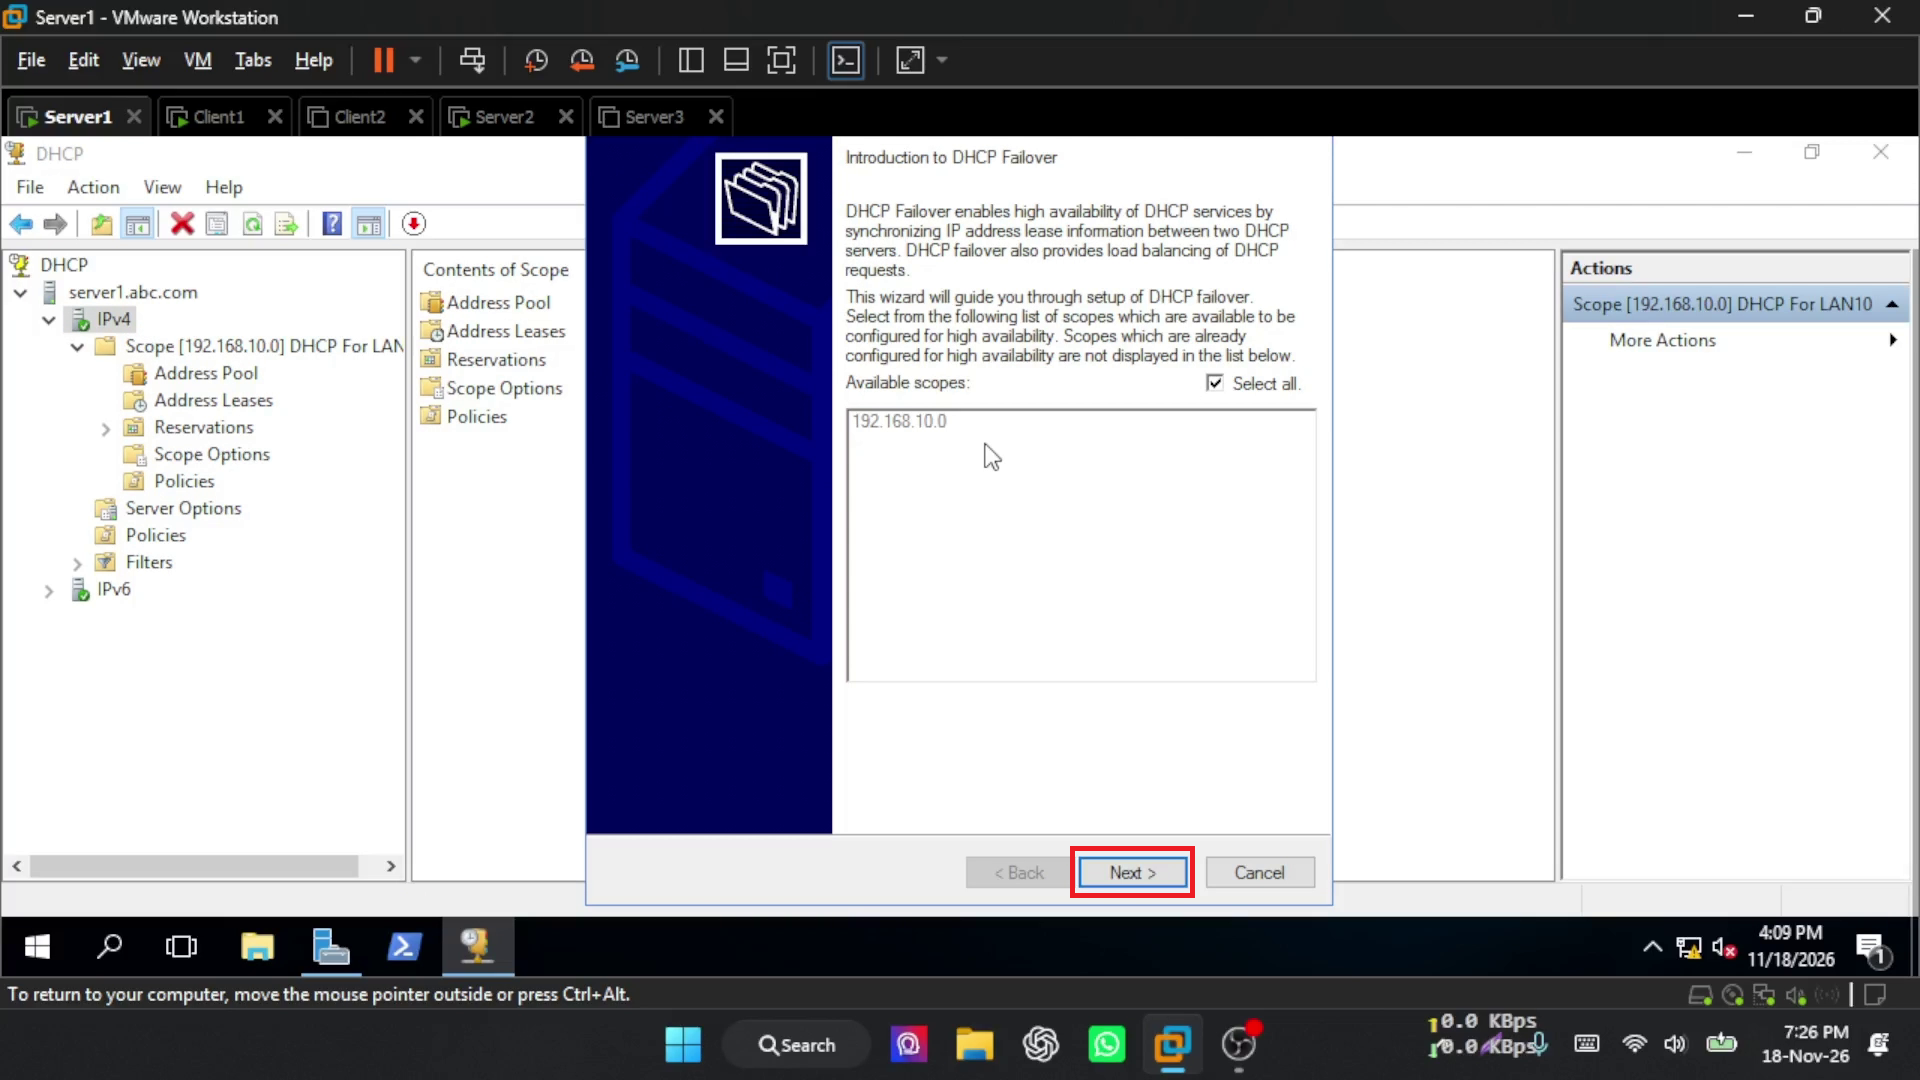 Server1 - VMware Workstation
File Edit View VM Tabs Help
Server1 Client1 Client2 Server2 Server3
DHCP
File Action View Help
DHCP
server1.abc.com
IPv4
Scope [192.168.10.0] DHCP For LAN
Address Pool
Address Leases
Reservations
Scope Options
Policies
Server Options
Policies
Filters
IPv6
Contents of Scope
Address Pool
Address Leases
Reservations
Scope Options
Policies
Introduction to DHCP Failover
DHCP Failover enables high availability of DHCP services by
synchronizing IP address lease information between two DHCP
servers. DHCP failover also provides load balancing of DHCP
requests.
This wizard will guide you through setup of DHCP failover.
Select from the following list of scopes which are available to be
configured for high availability. Scopes which are already
configured for high availability are not displayed in the list below.
Available scopes: Select all.
192.168.10.0
< Back Next > Cancel
Actions
Scope [192.168.10.0] DHCP For LAN10
More Actions
4:09 PM
11/18/2026
1
To return to your computer, move the mouse pointer outside or press Ctrl+Alt.
Search
0.0 KBps
0.0 KBps
7:26 PM
18-Nov-26